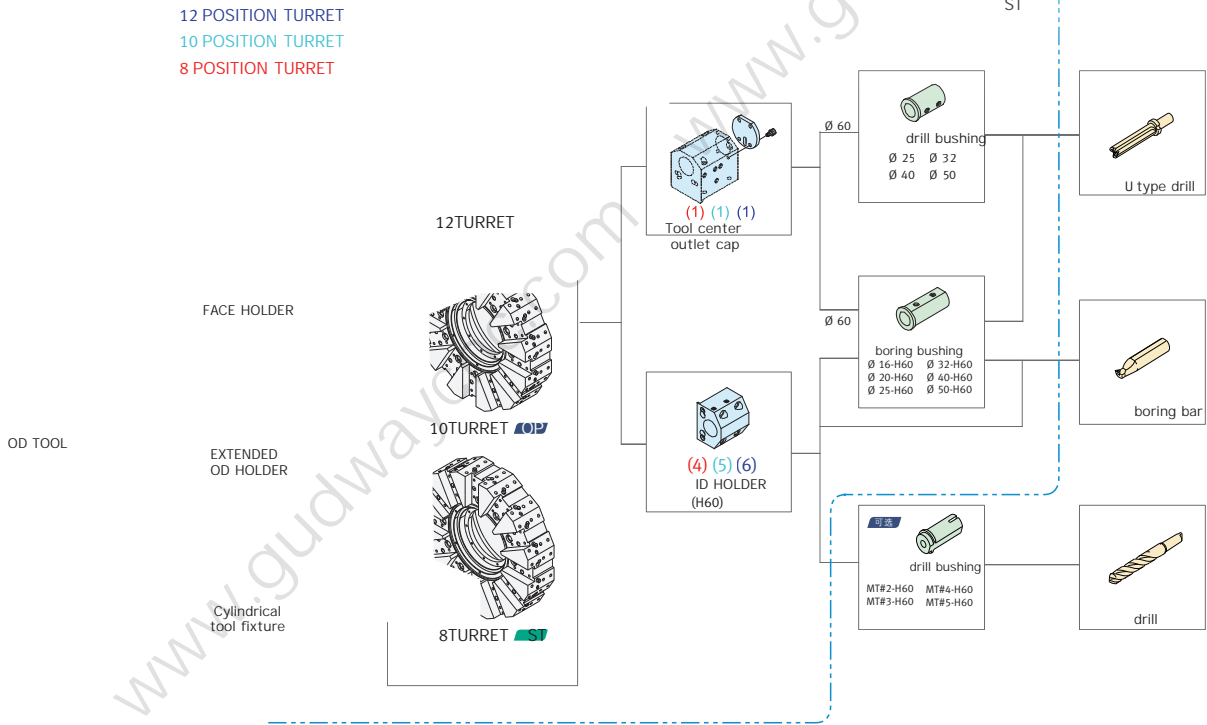 ST
12 POSITION TURRET
10 POSITION TURRET
8 POSITION TURRET
Ø 60
drill bushing
Ø 25 Ø 32
Ø 40 Ø 50
U type drill
(1) (1) (1)
Tool center
outlet cap
12TURRET
FACE HOLDER
Ø 60
boring bushing
Ø 16-H60 Ø 32-H60
Ø 20-H60 Ø 40-H60
Ø 25-H60 Ø 50-H60
boring bar
10TURRET OP
OD TOOL
EXTENDED
OD HOLDER
(4) (5) (6)
ID HOLDER
(H60)
可选
drill bushing
MT#2-H60 MT#4-H60
MT#3-H60 MT#5-H60
drill
Cylindrical
tool fixture
8TURRET ST
www.gudwaycnc.com
www.g